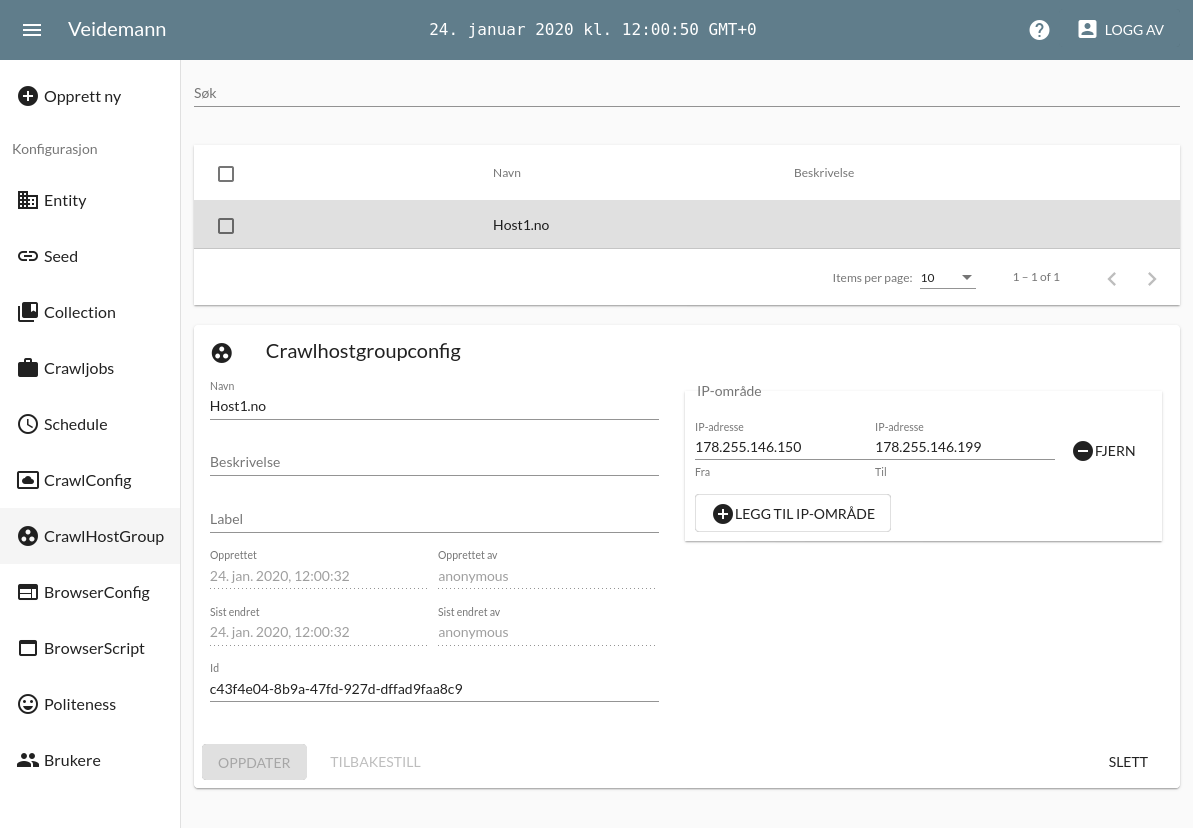 Veidemann
24. januar 2020 kl. 12:00:50 GMT+0
LOGG AV
Opprett ny
Konfigurasjon
Entity
Seed
Collection
Crawljobs
Schedule
CrawlConfig
CrawlHostGroup
BrowserConfig
BrowserScript
Politeness
Brukere
Søk
Navn Beskrivelse
Host1.no
Items per page: 10 1 – 1 of 1
Crawlhostgroupconfig
Navn
Host1.no
Beskrivelse
Label
Opprettet Opprettet av
24. jan. 2020, 12:00:32 anonymous
Sist endret Sist endret av
24. jan. 2020, 12:00:32 anonymous
Id
c43f4e04-8b9a-47fd-927d-dffad9faa8c9
IP-område
IP-adresse IP-adresse
178.255.146.150 178.255.146.199 FJERN
Fra Til
LEGG TIL IP-OMRÅDE
OPPDATER TILBAKESTILL SLETT